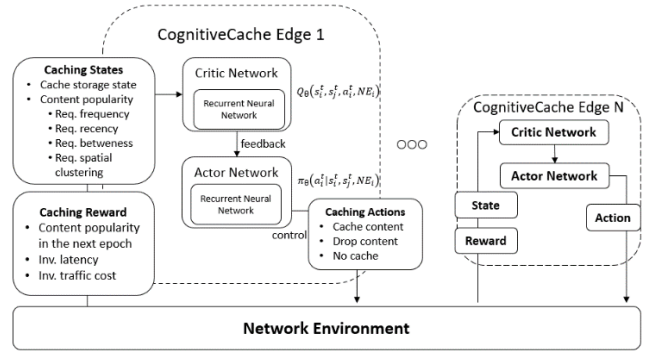 CognitiveCache Edge 1
Caching States
• Cache storage state
• Content popularity
• Req. frequency
• Req. recency
• Req. betweness
• Req. spatial
clustering
Critic Network
Recurrent Neural
Network
Q_θ(s_i^t, s_j^t, a_i^t, NE_i)
feedback
Actor Network
Recurrent Neural
Network
π_θ(a_i^t|s_i^t, s_j^t, NE_i)
control
Caching Reward
• Content popularity
in the next epoch
• Inv. latency
• Inv. traffic cost
Caching Actions
• Cache content
• Drop content
• No cache
CognitiveCache Edge N
Critic Network
Actor Network
State
Reward
Action
Network Environment